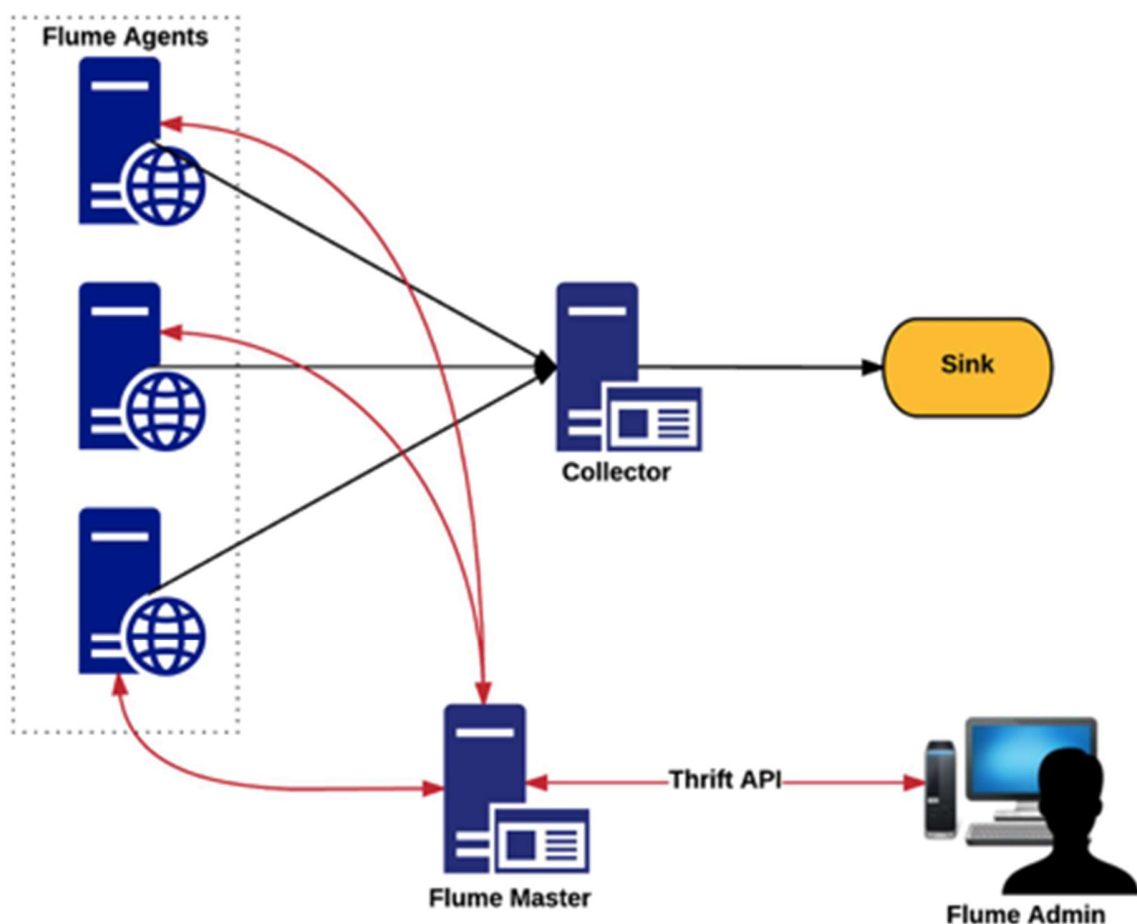 Flume Agents
Sink
Collector
Thrift API
Flume Master
Flume Admin